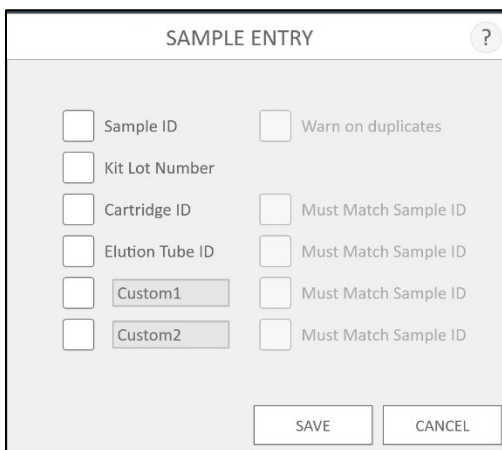 SAMPLE ENTRY ?
Sample ID Warn on duplicates
Kit Lot Number
Cartridge ID Must Match Sample ID
Elution Tube ID Must Match Sample ID
Custom1 Must Match Sample ID
Custom2 Must Match Sample ID
SAVE CANCEL